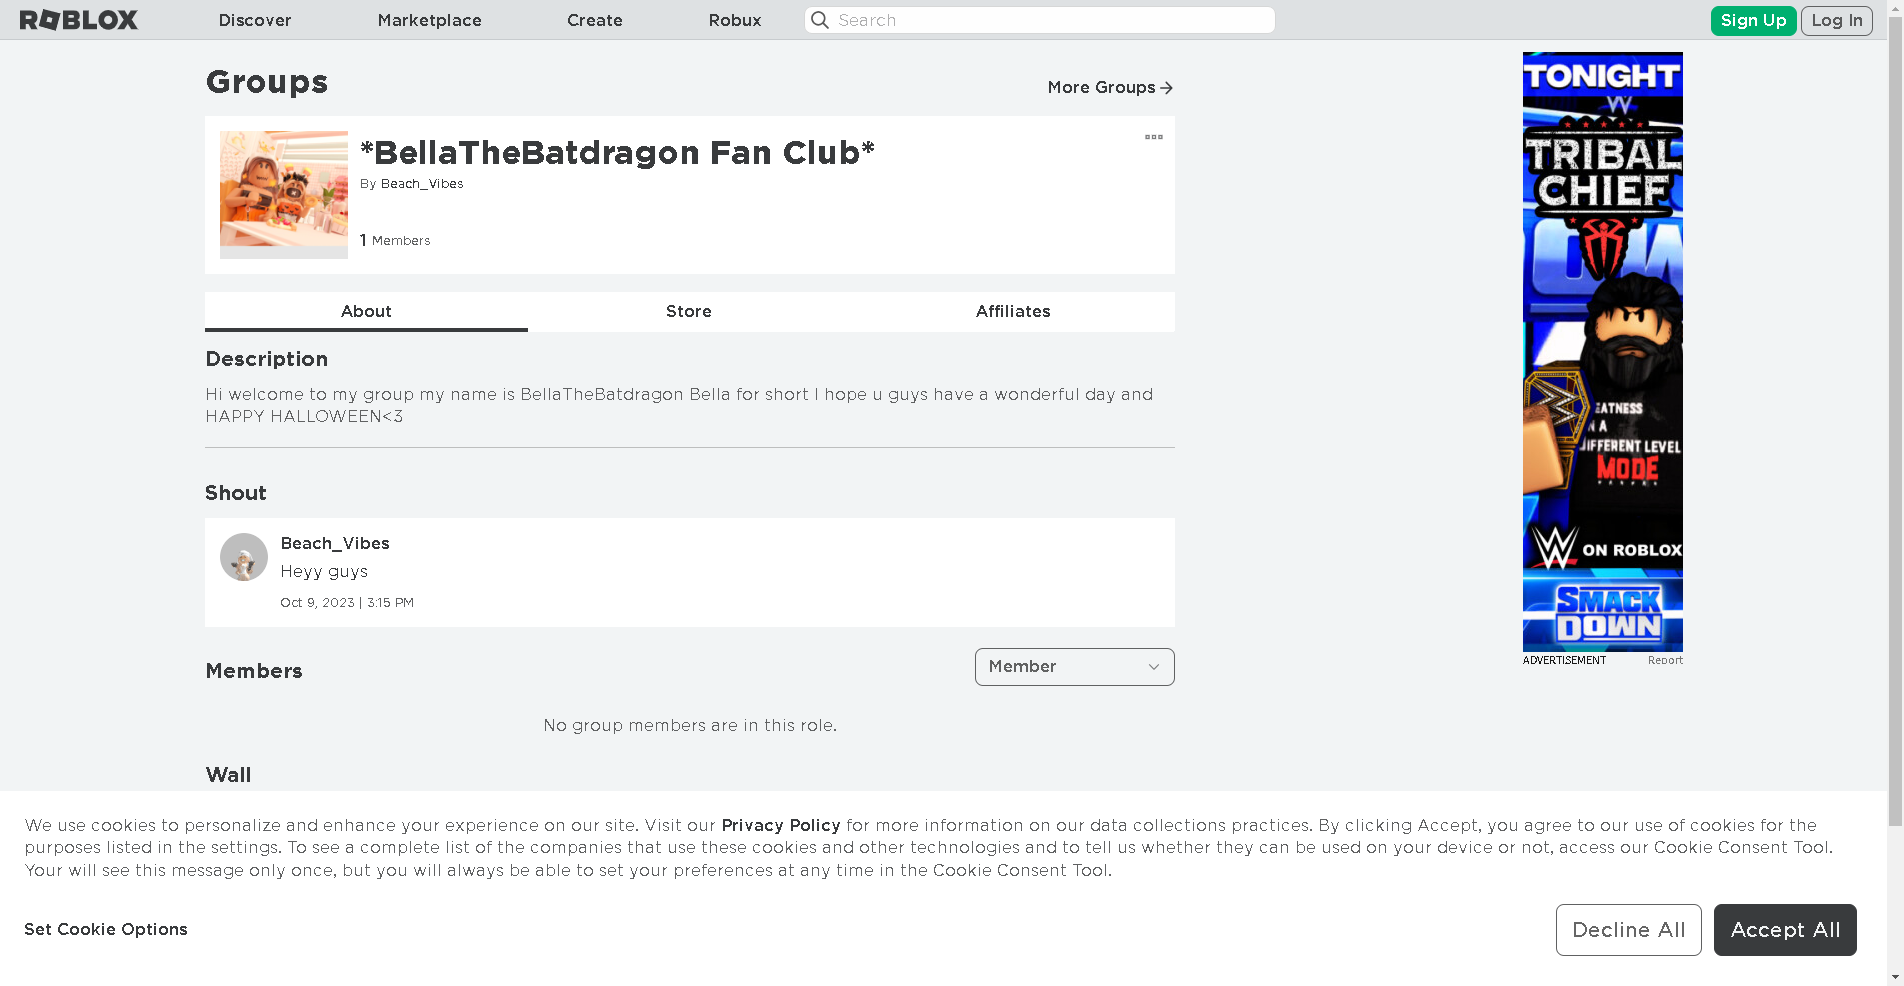 ROBLOX
Discover
Marketplace
Create
Robux
Search
Sign Up
Log In
Groups
More Groups
*BellaTheBatdragon Fan Club*
By Beach_Vibes
1 Members
About
Store
Affiliates
Description
Hi welcome to my group my name is BellaTheBatdragon Bella for short I hope u guys have a wonderful day and
HAPPY HALLOWEEN<3
Shout
Beach_Vibes
Heyy guys
Oct 9, 2023 | 3:15 PM
Members
Member
No group members are in this role.
Wall
TONIGHT
W
TRIBAL
CHIEF
EATNESS
N A
IFFERENT LEVEL
MODE
W ON ROBLOX
SMACK
DOWN
ADVERTISEMENT
Report
We use cookies to personalize and enhance your experience on our site. Visit our Privacy Policy for more information on our data collections practices. By clicking Accept, you agree to our use of cookies for the
purposes listed in the settings. To see a complete list of the companies that use these cookies and other technologies and to tell us whether they can be used on your device or not, access our Cookie Consent Tool.
Your will see this message only once, but you will always be able to set your preferences at any time in the Cookie Consent Tool.
Set Cookie Options
Decline All
Accept All